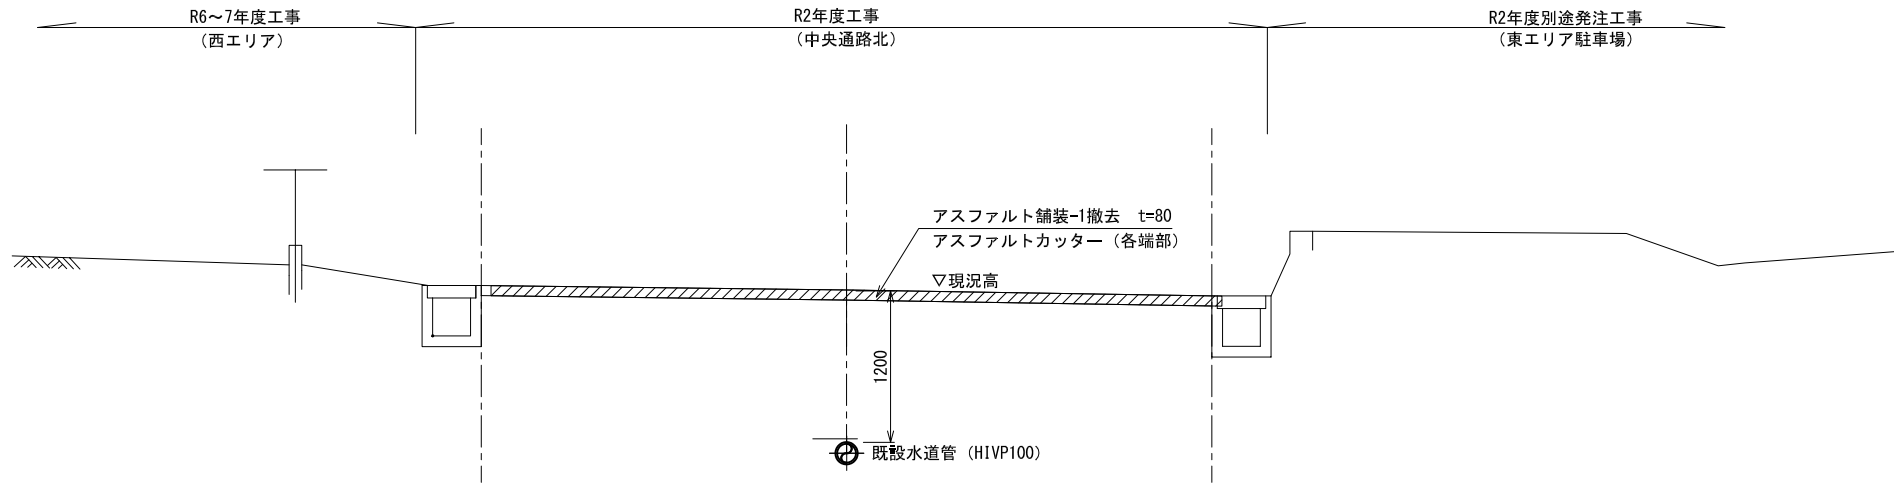 R6～7年度工事
（西エリア）
R2年度工事
（中央通路北）
R2年度別途発注工事
（東エリア駐車場）
アスファルト舗装-1撤去　t=80
アスファルトカッター（各端部）
▽現況高
1200
既設水道管（HIVP100）